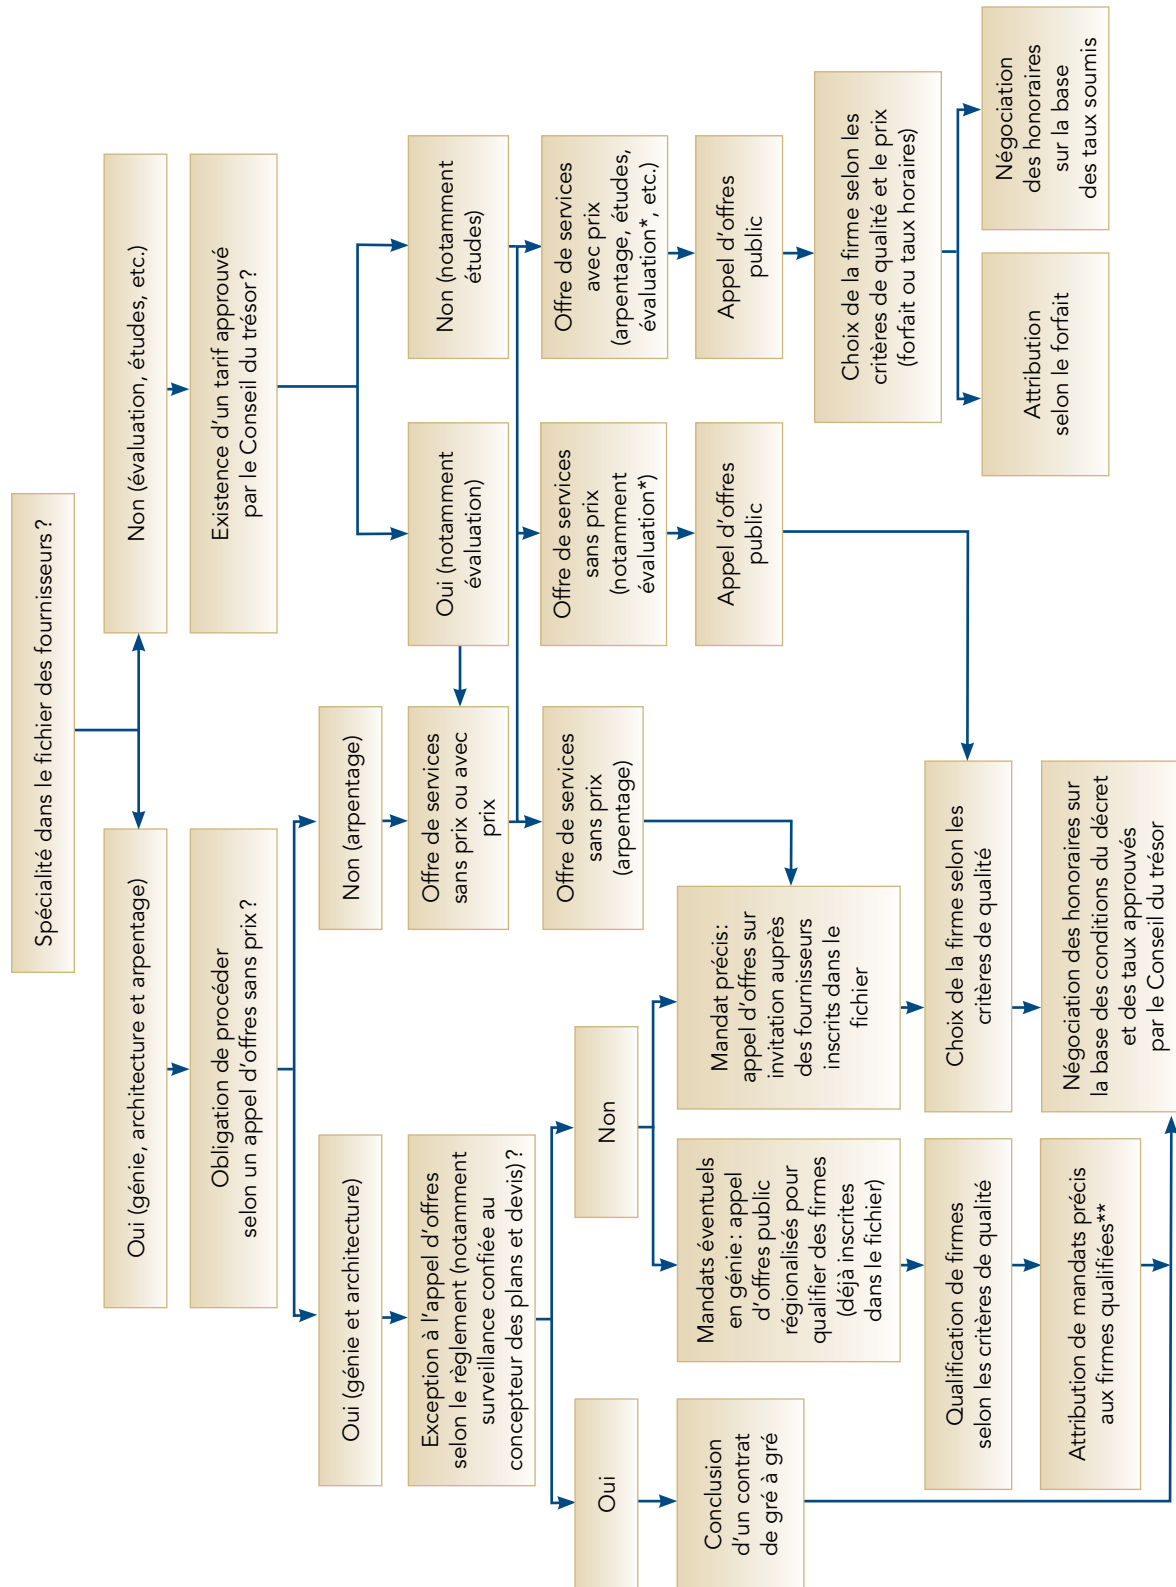 Spécialité dans le fichier des fournisseurs ?
Oui (génie, architecture et arpentage)
Non (évaluation, études, etc.)
Obligation de procéder
selon un appel d'offres sans prix ?
Existence d'un tarif approuvé
par le Conseil du trésor ?
Oui (génie et architecture)
Non (arpentage)
Exception à l'appel d'offres
selon le règlement (notamment
surveillance confiée au
concepteur des plans et devis) ?
Offre de services
sans prix ou avec
prix
Oui (notamment
évaluation)
Non (notamment
études)
Oui
Non
Offre de services
sans prix
(arpentage)
Offre de services
sans prix
(notamment
évaluation*)
Offre de services
avec prix
(arpentage, études,
évaluation*, etc.)
Conclusion
d'un contrat
de gré à gré
Mandats éventuels
en génie : appel
d'offres public
régionalisés pour
qualifier des firmes
(déjà inscrites
dans le fichier)
Mandat précis:
appel d'offres sur
invitation auprès
des fournisseurs
inscrits dans le
fichier
Appel d'offres
public
Appel d'offres
public
Choix de la firme selon les
critères de qualité et le prix
(forfait ou taux horaires)
Qualification de firmes
selon les critères de qualité
Choix de la firme selon les
critères de qualité
Attribution
selon le forfait
Négociation
des honoraires
sur la base
des taux soumis
Attribution de mandats précis
aux firmes qualifiées**
Négociation des honoraires sur
la base des conditions du décret
et des taux approuvés
par le Conseil du trésor